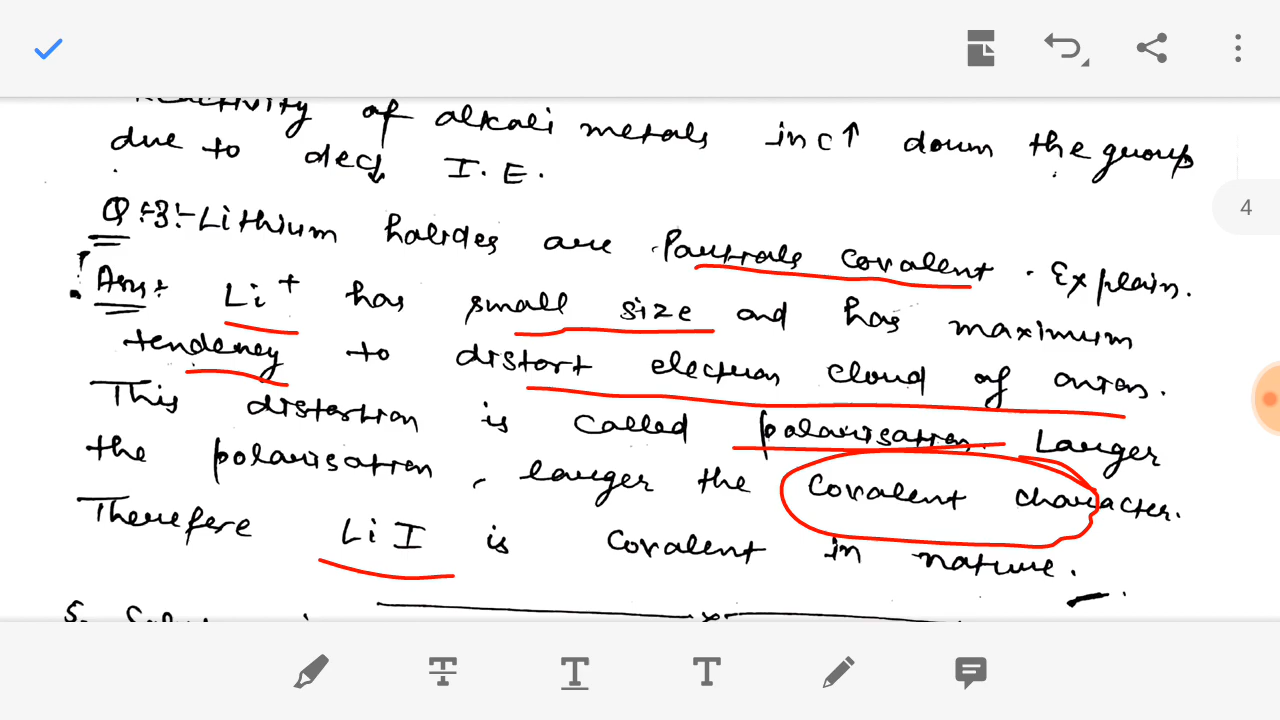 Reactivity of alkali metals inc↑ down the group
due to dec↓ I.E.
Q:-3:- Lithium halides are Partially covalent. Explain.
Ans: Li+ has small size and has maximum
tendency to distort electron cloud of anion.
This distortion is called polarisation. Larger
the polarisation, larger the covalent character.
Therefore LiI is covalent in nature.
4
T
T
T